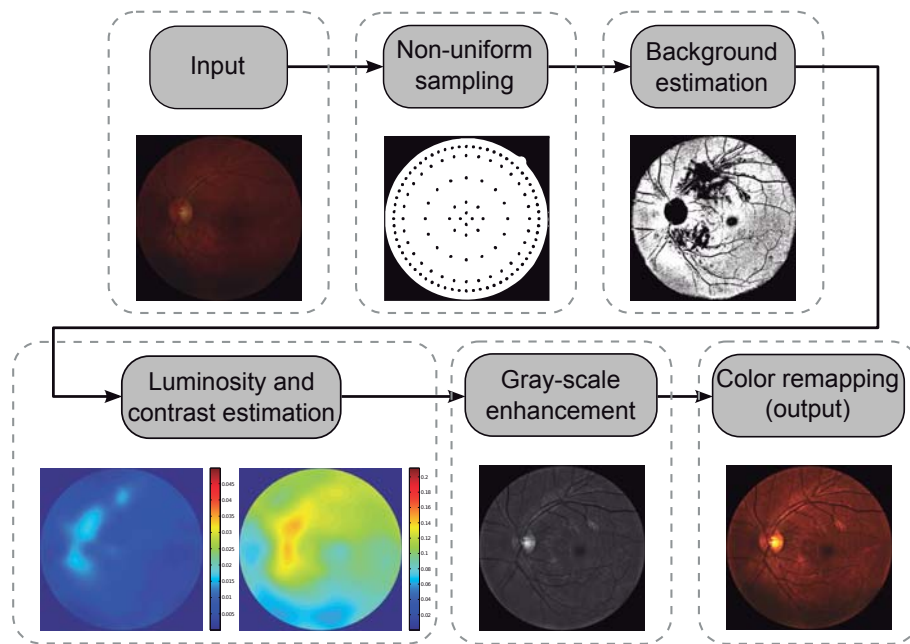 Input
Non-uniform
sampling
Background
estimation
Luminosity and
contrast estimation
Gray-scale
enhancement
Color remapping
(output)
0.045
0.04
0.035
0.03
0.025
0.02
0.015
0.01
0.005
0.2
0.18
0.16
0.14
0.12
0.1
0.08
0.06
0.04
0.02
0.00